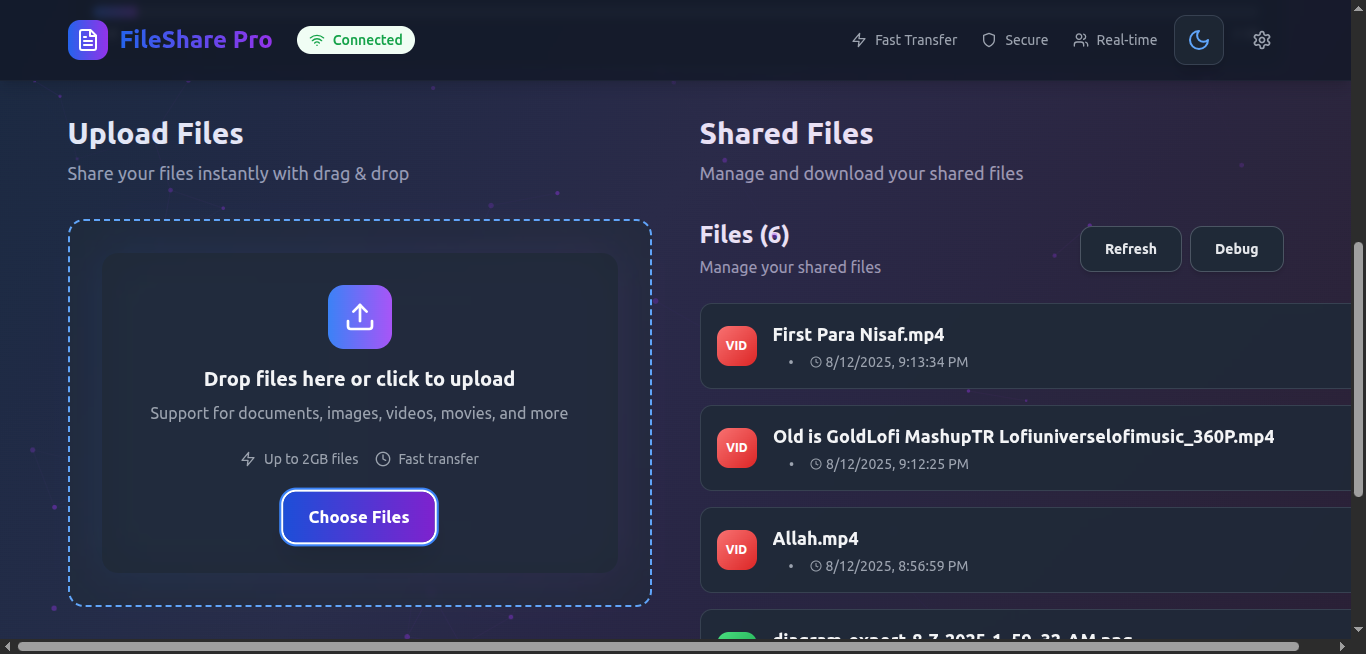 FileShare Pro
Connected
Fast Transfer
Secure
Real-time
Upload Files
Share your files instantly with drag & drop
Drop files here or click to upload
Support for documents, images, videos, movies, and more
Up to 2GB files
Fast transfer
Choose Files
Shared Files
Manage and download your shared files
Files (6)
Manage your shared files
Refresh
Debug
VID
First Para Nisaf.mp4
• 8/12/2025, 9:13:34 PM
VID
Old is GoldLofi MashupTR Lofiuniverselofimusic_360P.mp4
• 8/12/2025, 9:12:25 PM
VID
Allah.mp4
• 8/12/2025, 8:56:59 PM